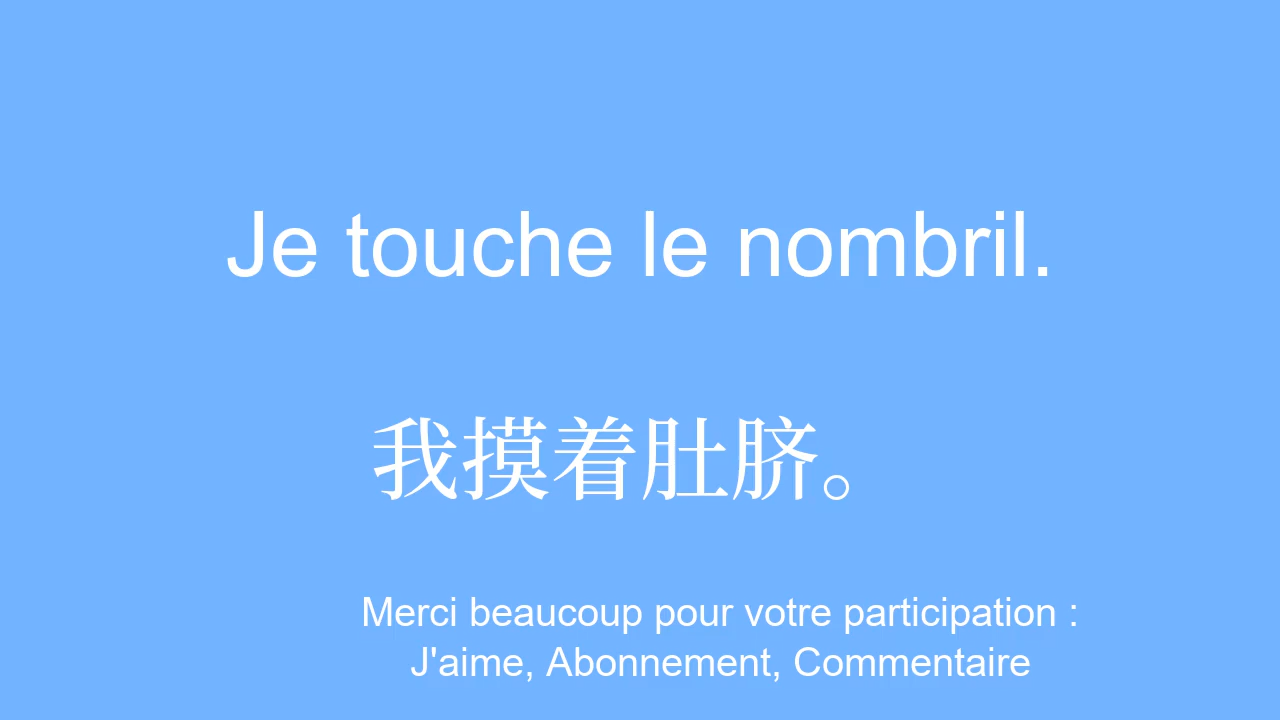 Je touche le nombril.
我摸着肚脐。
Merci beaucoup pour votre participation :
J'aime, Abonnement, Commentaire